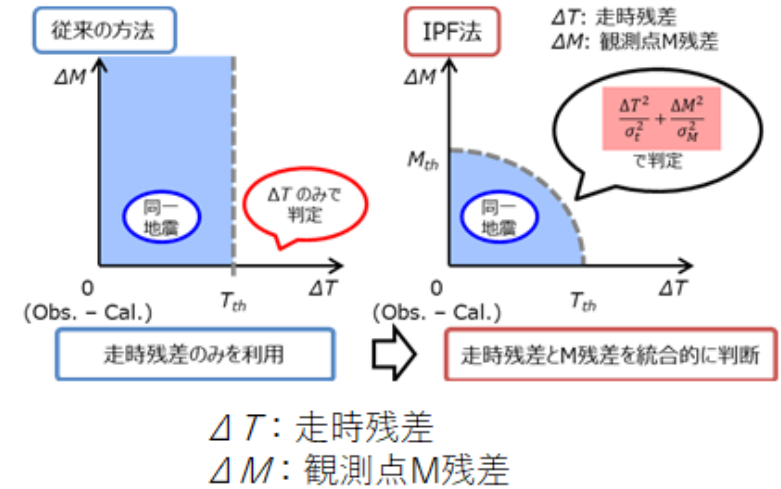 従来の方法
IPF法
ΔT: 走時残差
ΔM: 観測点M残差
ΔM
同一
地震
ΔT のみで
判定
0
T_th
ΔT
(Obs. – Cal.)
ΔM
M_th
同一
地震
ΔT²/σ_t² + ΔM²/σ_M²
で判定
0
T_th
ΔT
(Obs. – Cal.)
走時残差のみを利用
走時残差とM残差を統合的に判断
ΔT：走時残差
ΔM：観測点M残差